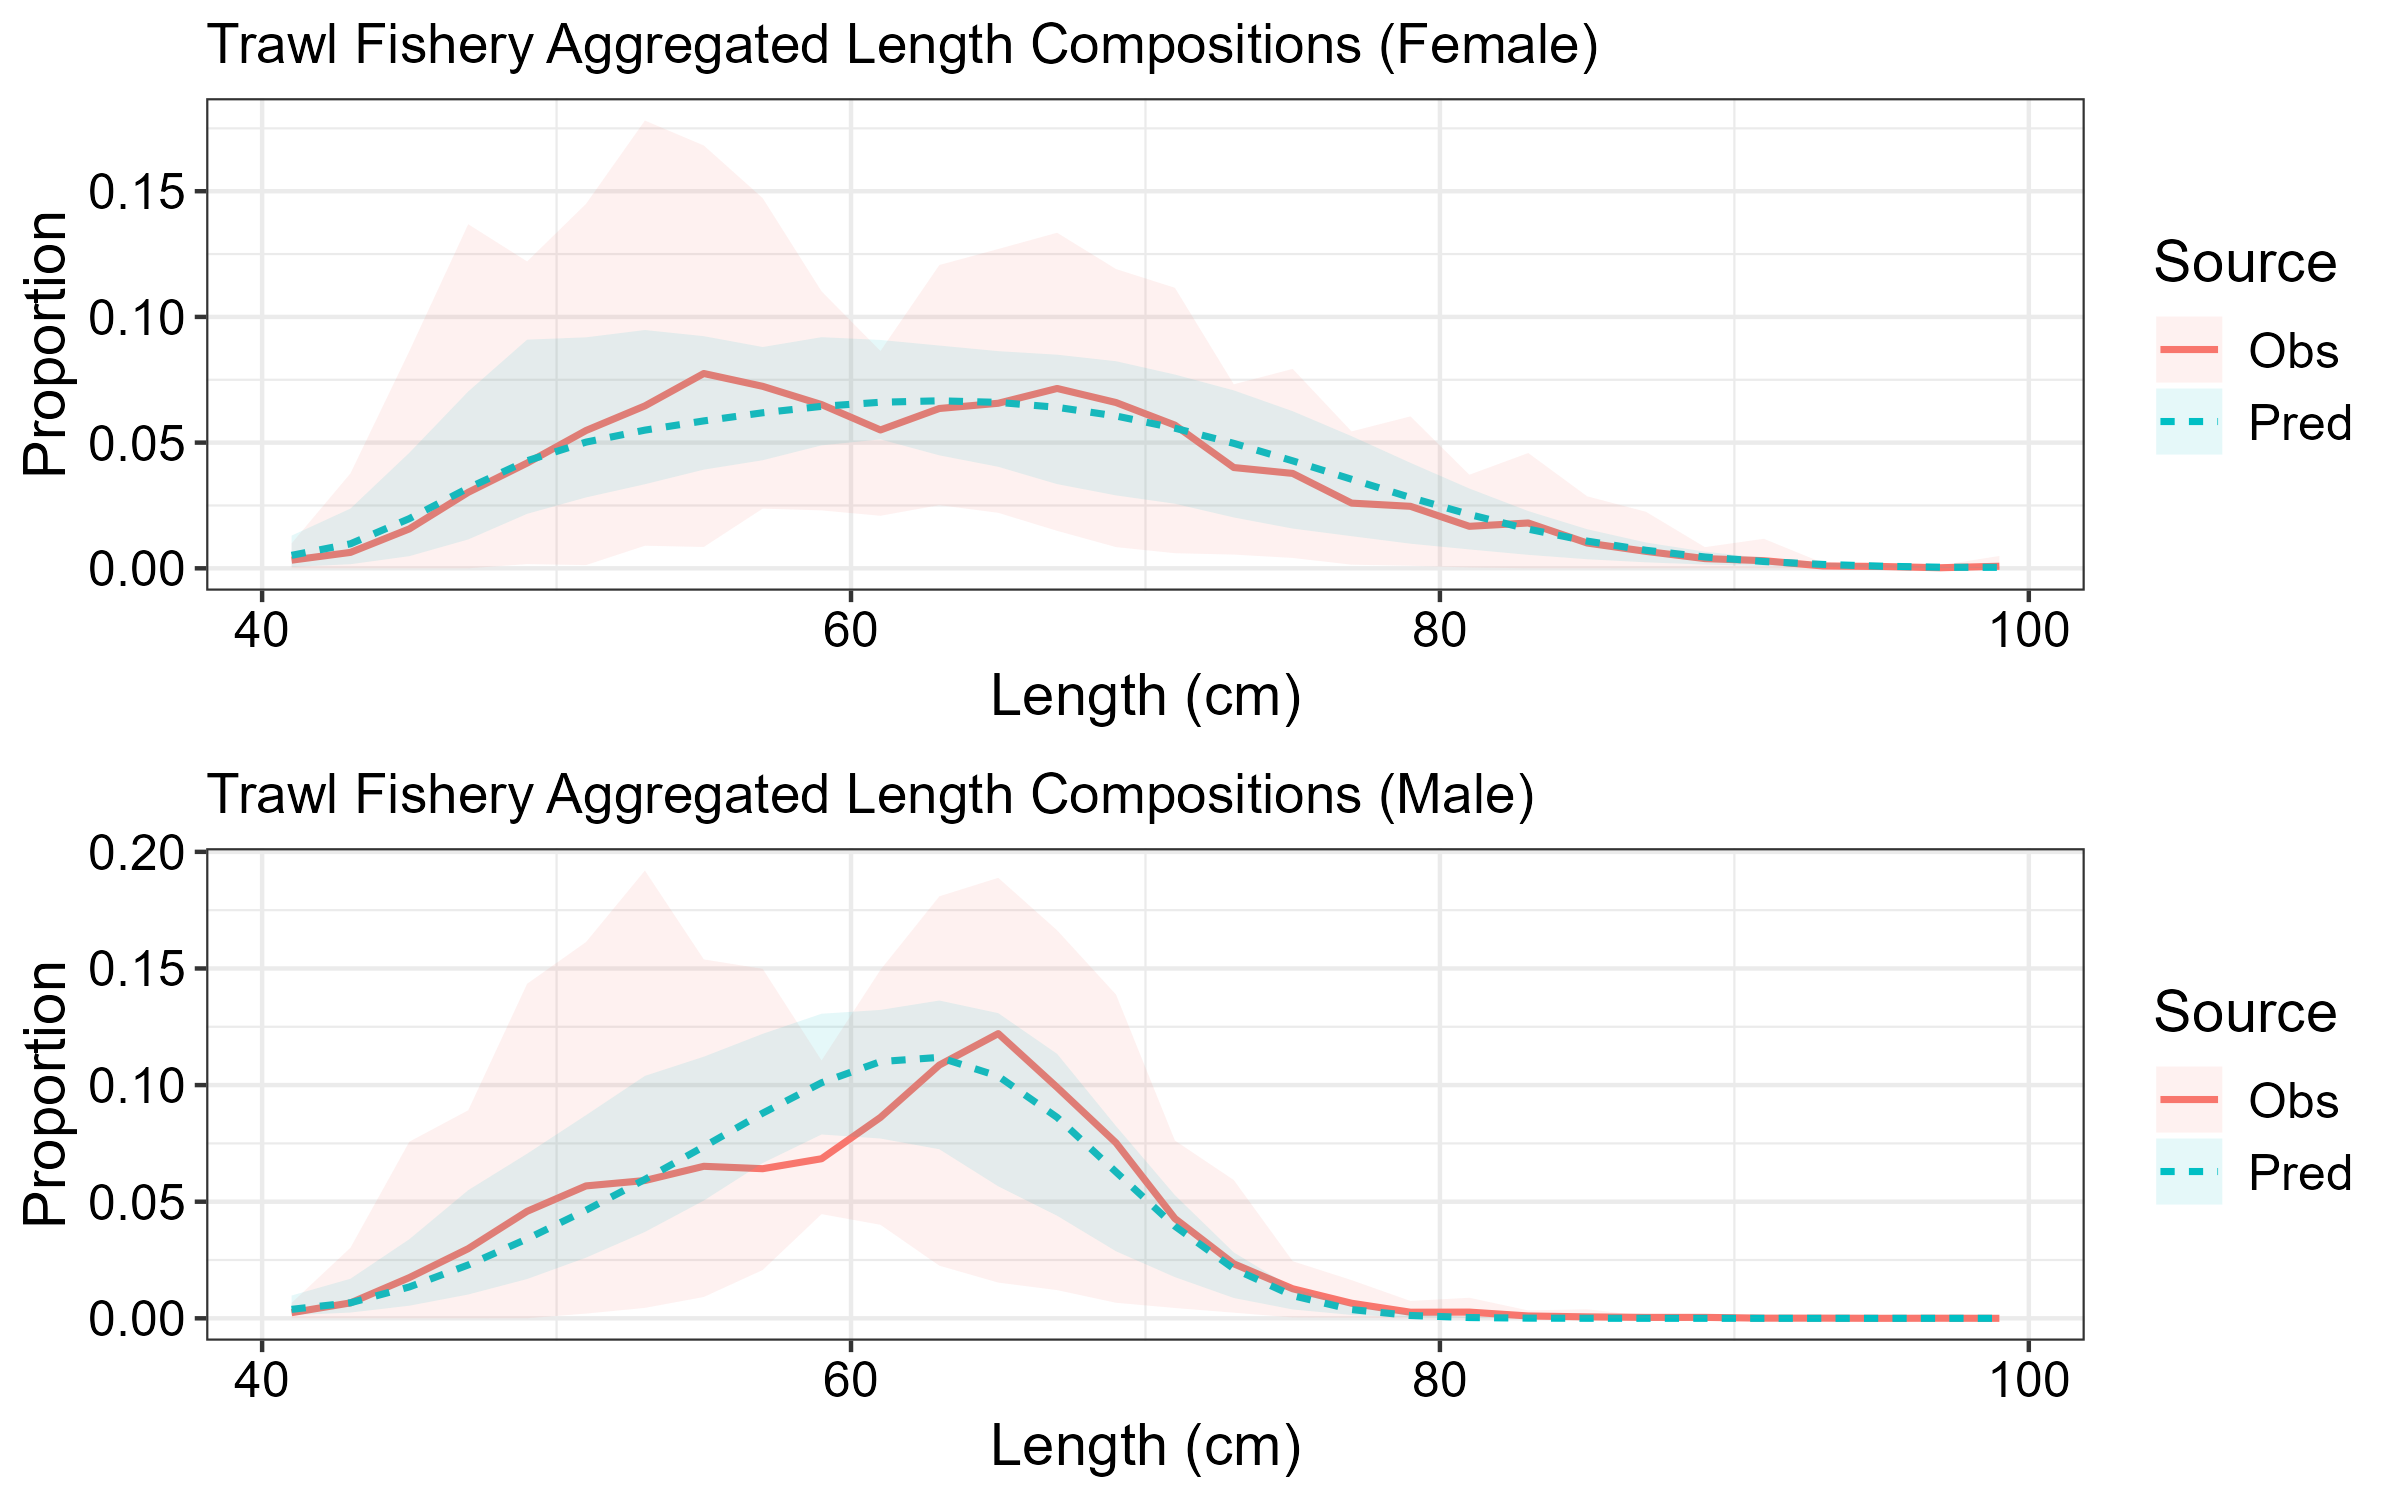 Trawl Fishery Aggregated Length Compositions (Female)
Proportion
0.15
0.10
0.05
0.00
40 60 80 100
Length (cm)
Source
Obs
Pred
Trawl Fishery Aggregated Length Compositions (Male)
Proportion
0.20
0.15
0.10
0.05
0.00
40 60 80 100
Length (cm)
Source
Obs
Pred